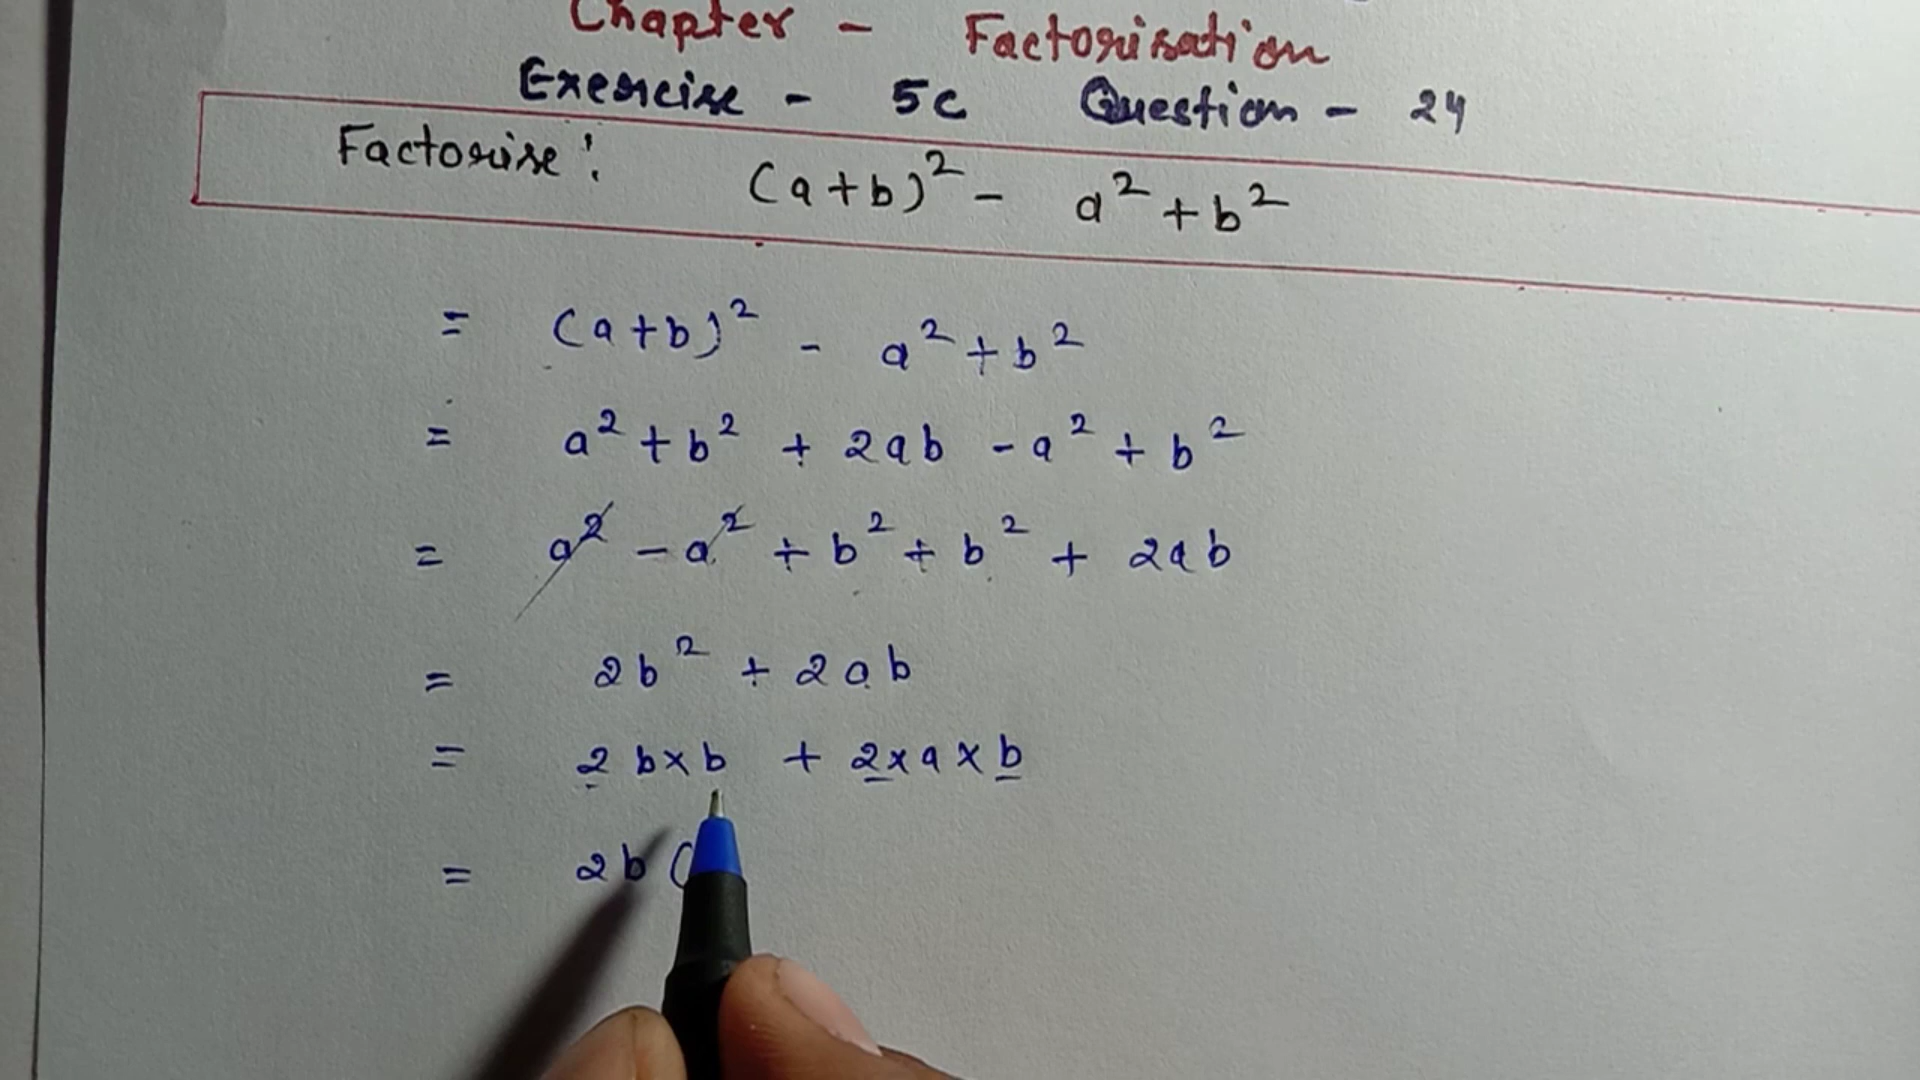 Chapter - Factorisation
Exercise - 5c Question - 24
Factorise : (a+b)² - a² + b²
= (a+b)² - a² + b²
= a² + b² + 2ab - a² + b²
= a² - a² + b² + b² + 2ab
= 2b² + 2ab
= 2 b×b + 2×a×b
= 2b (